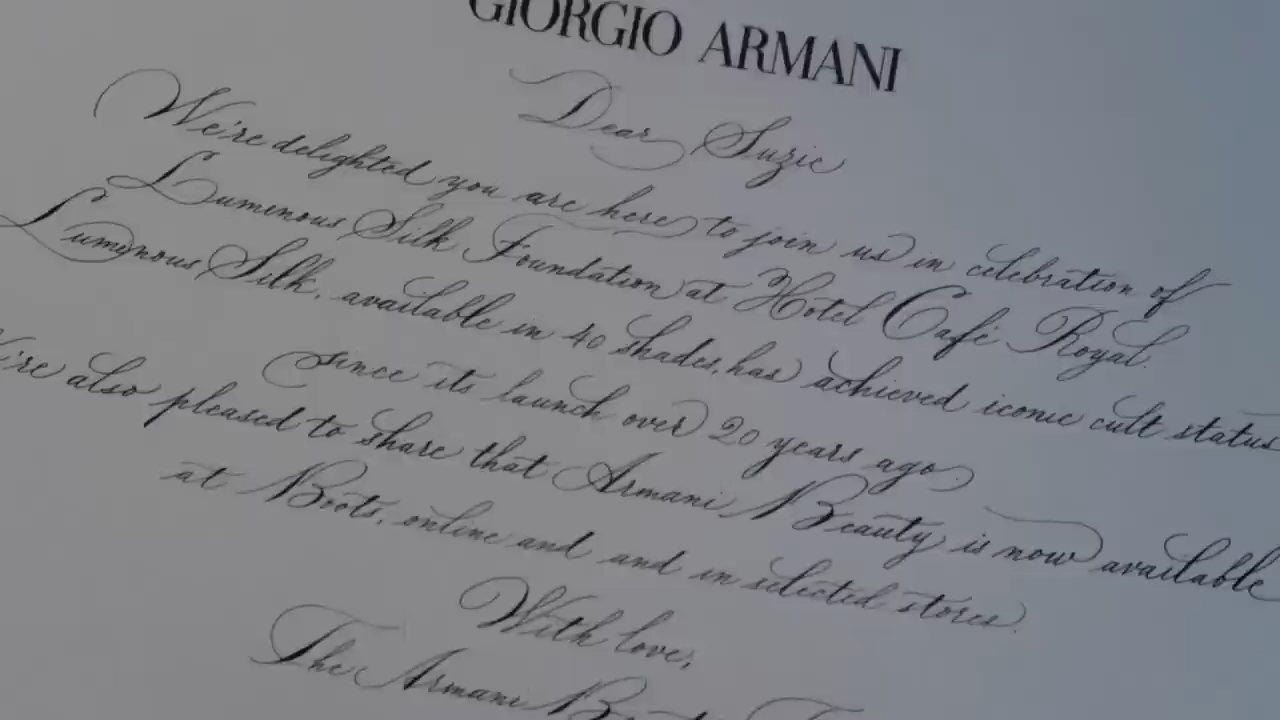 GIORGIO ARMANI
Dear Suzie
We're delighted you are here to join us in celebration of
Lumenous Silk Foundation at Hotel Café Royal.
Lumynous Silk, available in 40 shades, has achieved iconic cult status
since its launch over 20 years ago.
're also pleased to share that Armani Beauty is now available
at Boots, online and and in selected stores.
With love,
The Armani